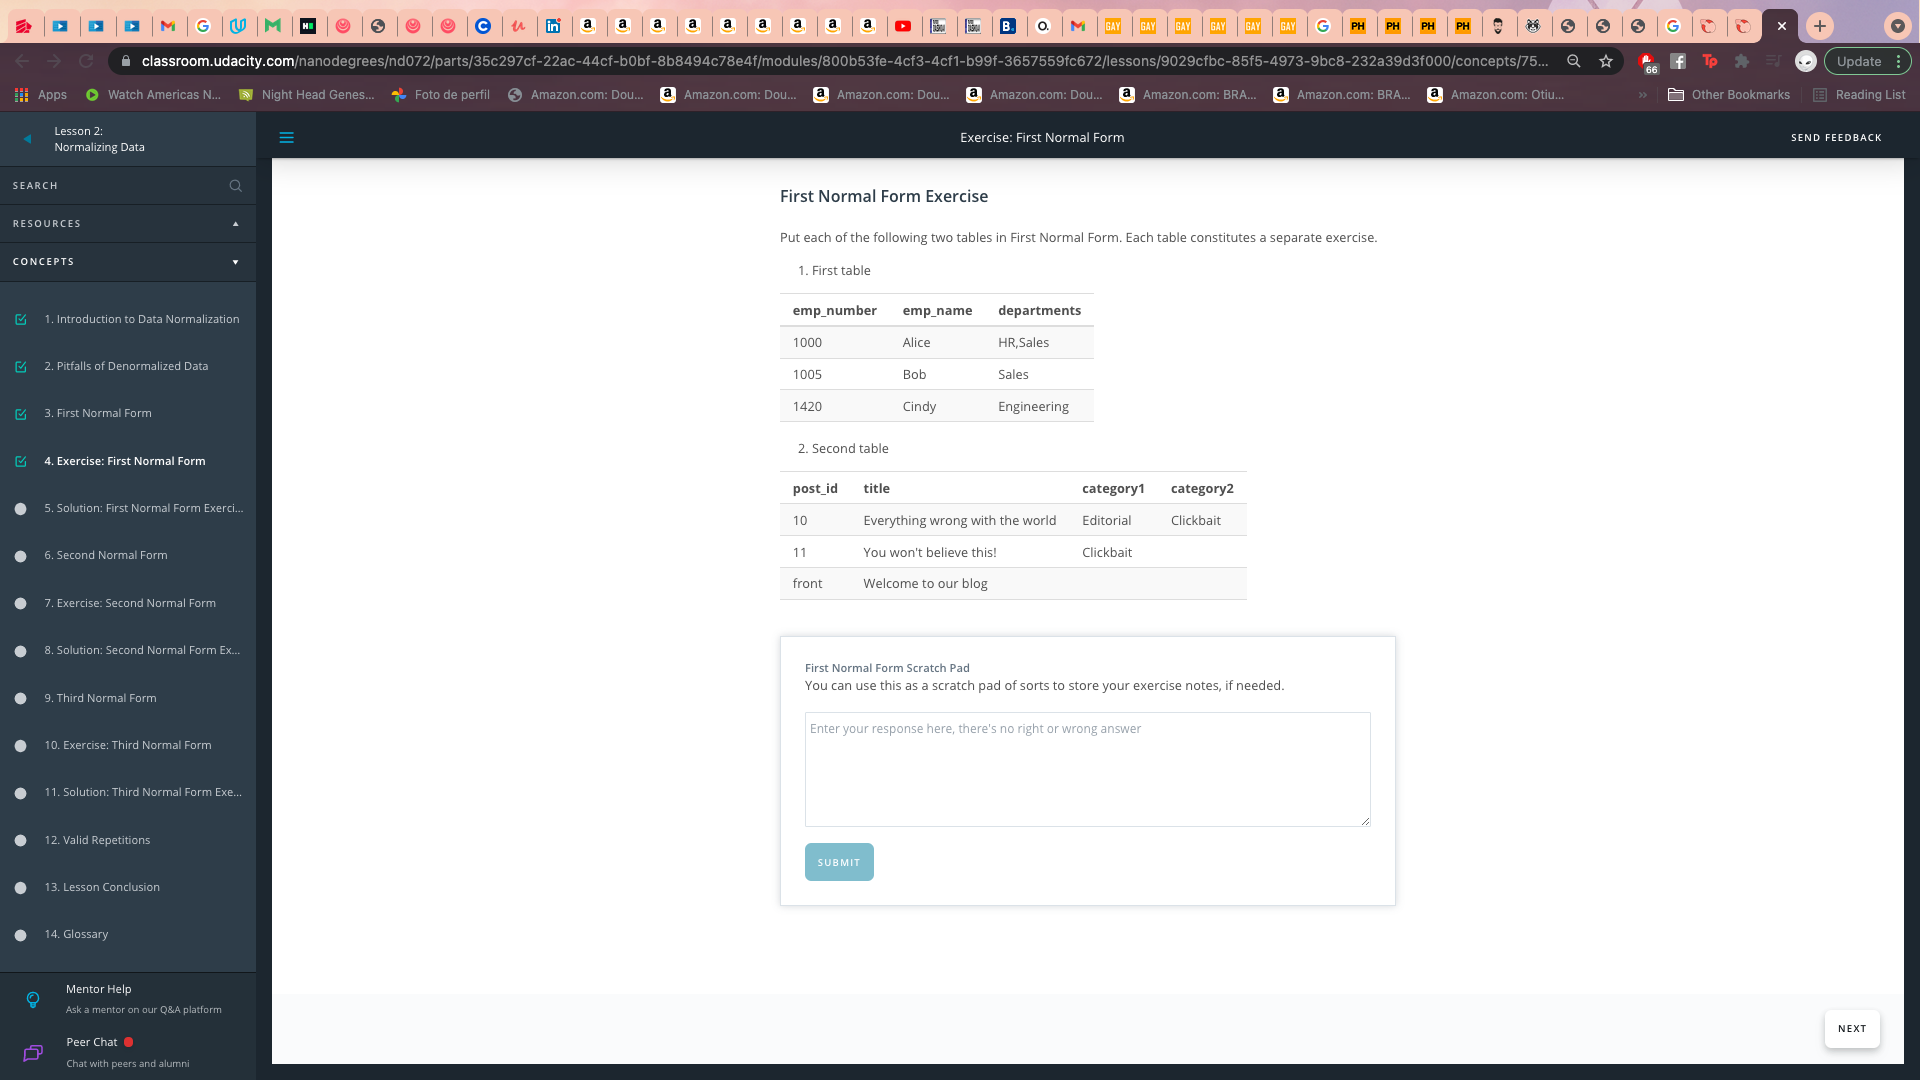 GAY
GAY
GAY
GAY
GAY
GAY
PH
PH
PH
PH
classroom.udacity.com/nanodegrees/nd072/parts/35c297cf-22ac-44cf-b0bf-8b8494c78e4f/modules/800b53fe-4cf3-4cf1-b99f-3657559fc672/lessons/9029cfbc-85f5-4973-9bc8-232a39d3f000/concepts/75...
66
Tp
Update
Apps
Watch Americas N...
Night Head Genes...
Foto de perfil
Amazon.com: Dou...
Amazon.com: Dou...
Amazon.com: Dou...
Amazon.com: Dou...
Amazon.com: BRA...
Amazon.com: BRA...
Amazon.com: Otiu...
»
Other Bookmarks
Reading List
Lesson 2:
Normalizing Data
SEARCH
RESOURCES
CONCEPTS
1. Introduction to Data Normalization
2. Pitfalls of Denormalized Data
3. First Normal Form
4. Exercise: First Normal Form
5. Solution: First Normal Form Exerci...
6. Second Normal Form
7. Exercise: Second Normal Form
8. Solution: Second Normal Form Ex...
9. Third Normal Form
10. Exercise: Third Normal Form
11. Solution: Third Normal Form Exe...
12. Valid Repetitions
13. Lesson Conclusion
14. Glossary
Mentor Help
Ask a mentor on our Q&A platform
Peer Chat
Chat with peers and alumni
Exercise: First Normal Form
SEND FEEDBACK
First Normal Form Exercise
Put each of the following two tables in First Normal Form. Each table constitutes a separate exercise.
1. First table
emp_number emp_name departments
1000 Alice HR,Sales
1005 Bob Sales
1420 Cindy Engineering
2. Second table
post_id title category1 category2
10 Everything wrong with the world Editorial Clickbait
11 You won't believe this! Clickbait
front Welcome to our blog
First Normal Form Scratch Pad
You can use this as a scratch pad of sorts to store your exercise notes, if needed.
Enter your response here, there's no right or wrong answer
SUBMIT
NEXT